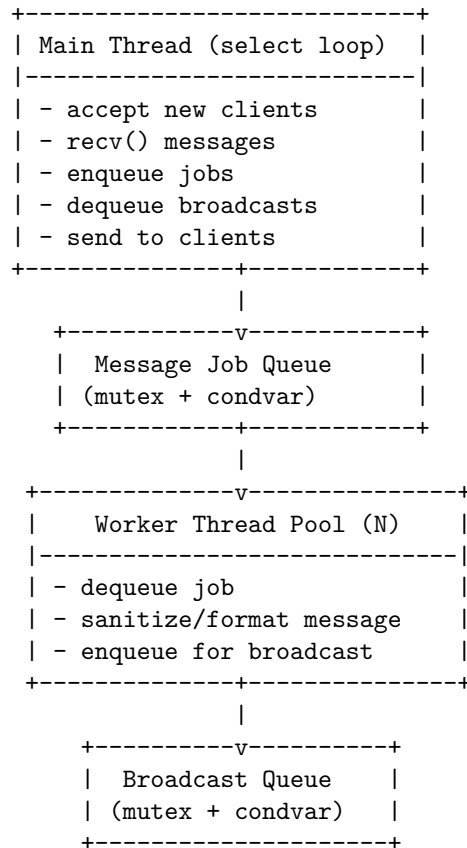 +----------------------------+
| Main Thread (select loop)  |
|----------------------------|
| - accept new clients       |
| - recv() messages          |
| - enqueue jobs             |
| - dequeue broadcasts       |
| - send to clients          |
+---------------+------------+
                |
   +------------v------------+
   |  Message Job Queue      |
   | (mutex + condvar)       |
   +------------+------------+
                |
 +--------------v---------------+
 |    Worker Thread Pool (N)    |
 |------------------------------|
 | - dequeue job                |
 | - sanitize/format message    |
 | - enqueue for broadcast      |
 +--------------+---------------+
                |
     +----------v----------+
     |  Broadcast Queue    |
     | (mutex + condvar)   |
     +---------------------+